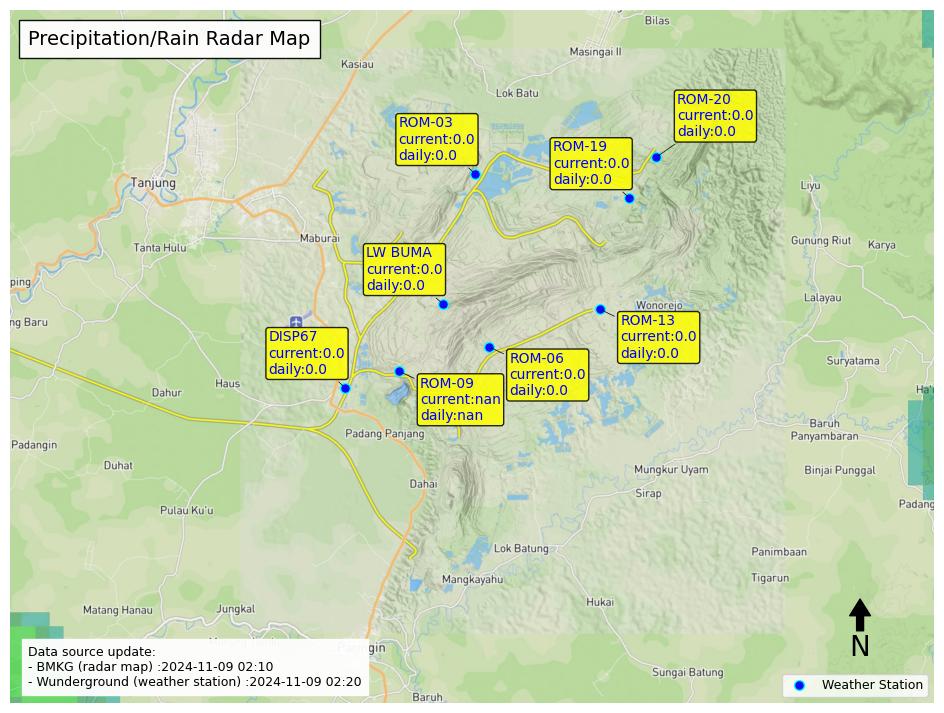 Precipitation/Rain Radar Map
Bilas
Masingai II
Kasiau
Lok Batu
ROM-20
current:0.0
daily:0.0
ROM-03
current:0.0
daily:0.0
ROM-19
current:0.0
daily:0.0
Tanjung
Liyu
Maburai
Tanta Hulu
Gunung Riut
Karya
LW BUMA
current:0.0
daily:0.0
ping
Lalayau
Wonorejo
ng Baru
ROM-13
current:0.0
daily:0.0
DISP67
current:0.0
daily:0.0
ROM-06
current:0.0
daily:0.0
Suryatama
Haus
Dahur
ROM-09
current:nan
daily:nan
Ha'
Baruh
Panyambaran
Padang Panjang
Padangin
Duhat
Mungkur Uyam
Binjai Punggal
Dahai
Sirap
Padang
Pulau Ku'u
Lok Batung
Panimbaan
Mangkayahu
Tigarun
Matang Hanau
Jungkal
Hukai
N
Data source update:
- BMKG (radar map) :2024-11-09 02:10
- Wunderground (weather station) :2024-11-09 02:20
Sungai Batung
Weather Station
Baruh